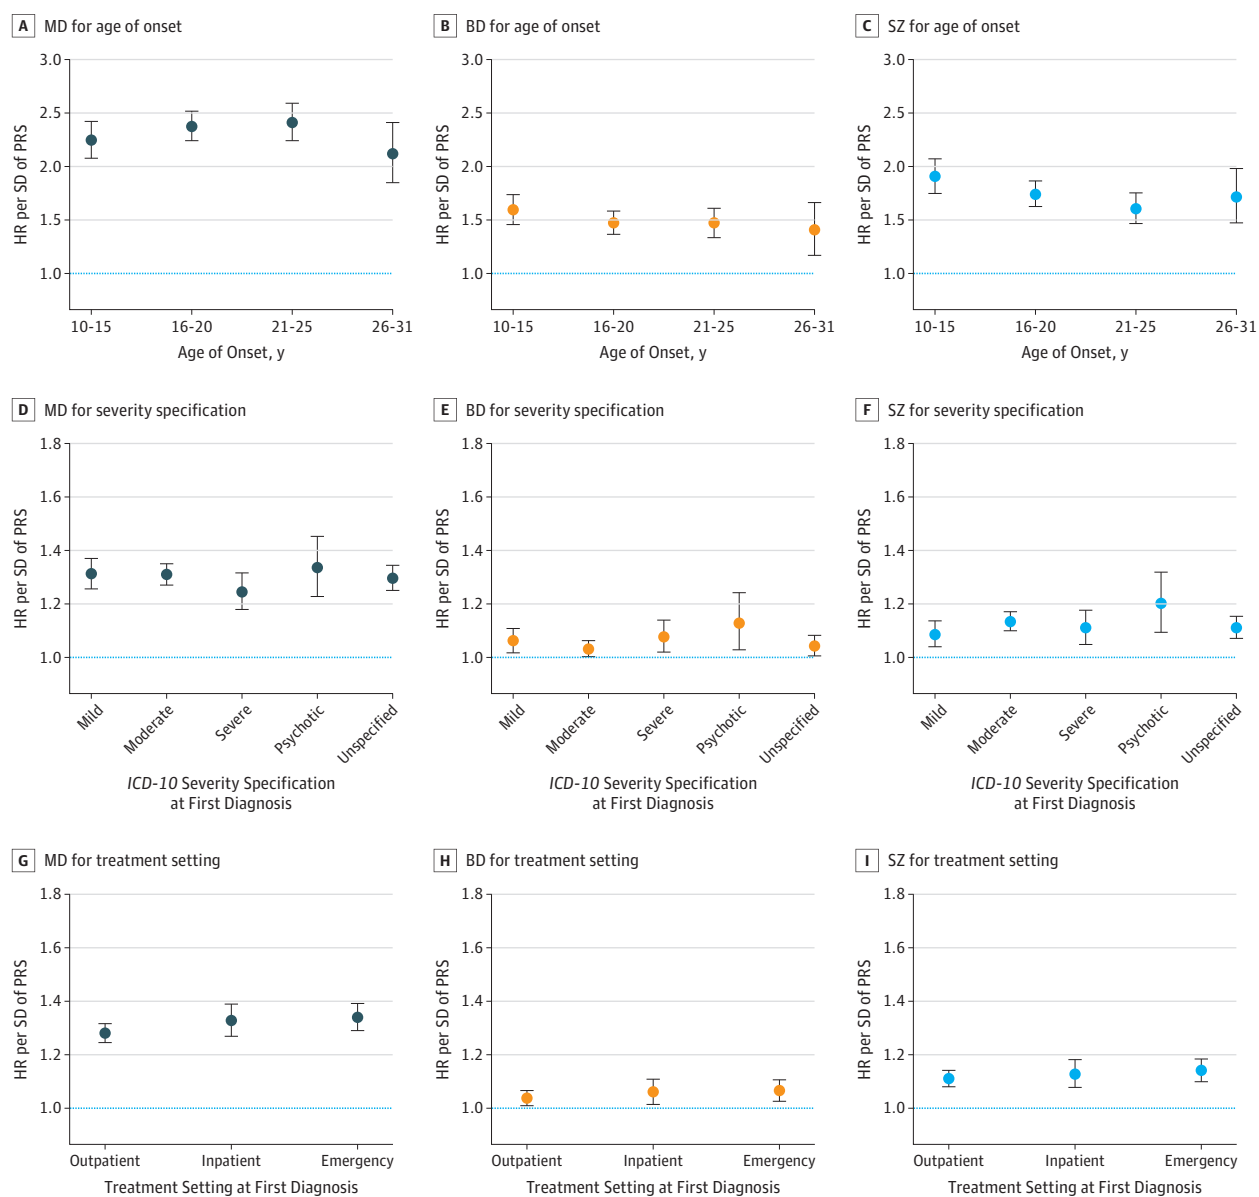 A MD for age of onset
3.0
2.5
2.0
1.5
1.0
HR per SD of PRS
10-15 16-20 21-25 26-31
Age of Onset, y
B BD for age of onset
3.0
2.5
2.0
1.5
1.0
HR per SD of PRS
10-15 16-20 21-25 26-31
Age of Onset, y
C SZ for age of onset
3.0
2.5
2.0
1.5
1.0
HR per SD of PRS
10-15 16-20 21-25 26-31
Age of Onset, y
D MD for severity specification
1.8
1.6
1.4
1.2
1.0
HR per SD of PRS
Mild Moderate Severe Psychotic Unspecified
ICD-10 Severity Specification
at First Diagnosis
E BD for severity specification
1.8
1.6
1.4
1.2
1.0
HR per SD of PRS
Mild Moderate Severe Psychotic Unspecified
ICD-10 Severity Specification
at First Diagnosis
F SZ for severity specification
1.8
1.6
1.4
1.2
1.0
HR per SD of PRS
Mild Moderate Severe Psychotic Unspecified
ICD-10 Severity Specification
at First Diagnosis
G MD for treatment setting
1.8
1.6
1.4
1.2
1.0
HR per SD of PRS
Outpatient Inpatient Emergency
Treatment Setting at First Diagnosis
H BD for treatment setting
1.8
1.6
1.4
1.2
1.0
HR per SD of PRS
Outpatient Inpatient Emergency
Treatment Setting at First Diagnosis
I SZ for treatment setting
1.8
1.6
1.4
1.2
1.0
HR per SD of PRS
Outpatient Inpatient Emergency
Treatment Setting at First Diagnosis